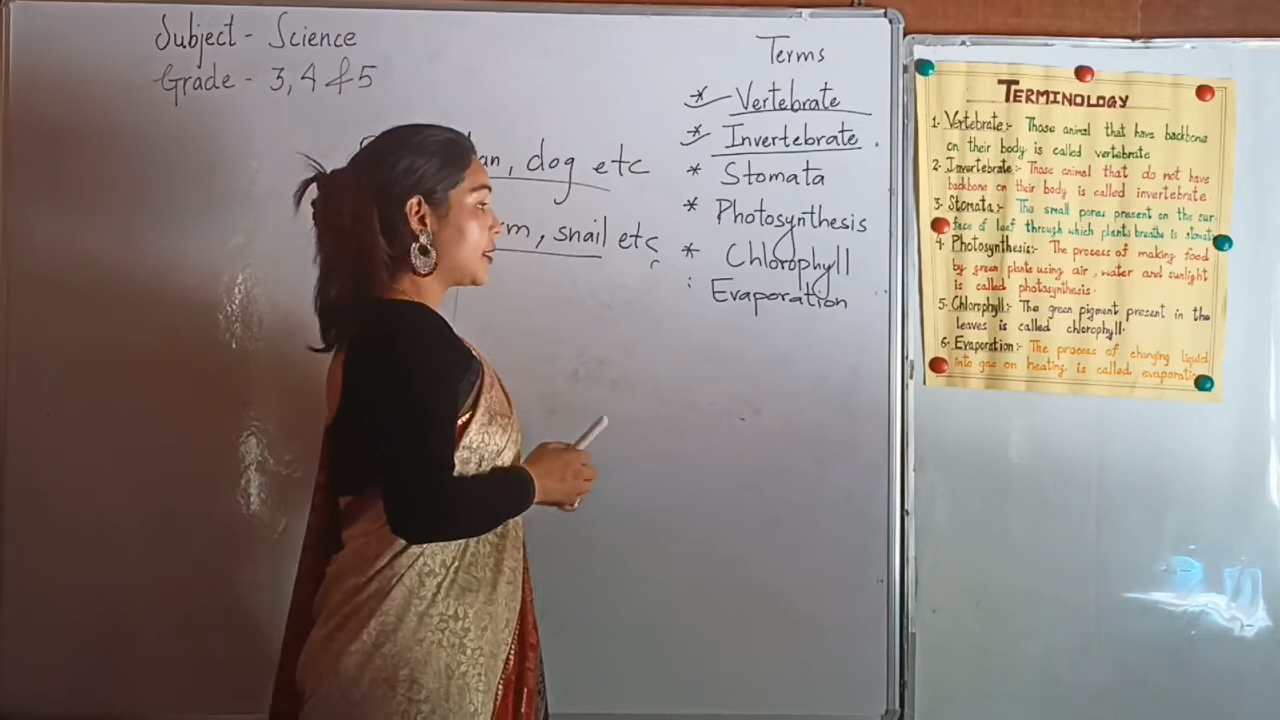 Subject - Science
Grade - 3, 4 & 5
dog etc
snail etc
Terms
* Vertebrate
* Invertebrate.
* Stomata
* Photosynthesis
* Chlorophyll
: Evaporation
TERMINOLOGY
1. Vertebrate:- Those animal that have backbone
on their body is called vertebrate
2. Invertebrate:- Those animal that do not have
backbone on their body is called invertebrate.
3. Stomata:- The small pores present on the sur
face of leaf through which plants breathe is stomata
4. Photosynthesis:- The process of making food
by green plants using air, water and sunlight
is called photosynthesis.
5. Chlorophyll:- The green pigment present in the
leaves is called chlorophyll.
6. Evaporation:- The process of changing liquid
into gas on heating is called evaporation